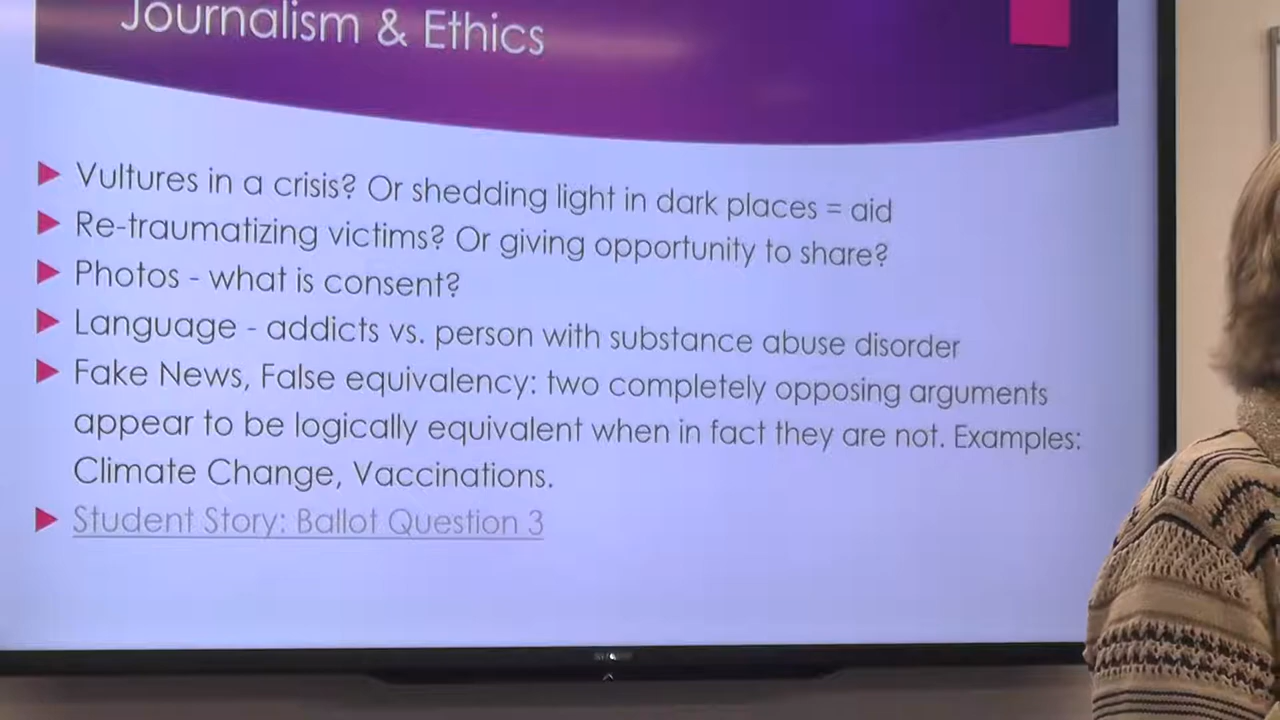 Journalism & Ethics
Vultures in a crisis? Or shedding light in dark places = aid
Re-traumatizing victims? Or giving opportunity to share?
Photos - what is consent?
Language - addicts vs. person with substance abuse disorder
Fake News, False equivalency: two completely opposing arguments
appear to be logically equivalent when in fact they are not. Examples:
Climate Change, Vaccinations.
Student Story: Ballot Question 3